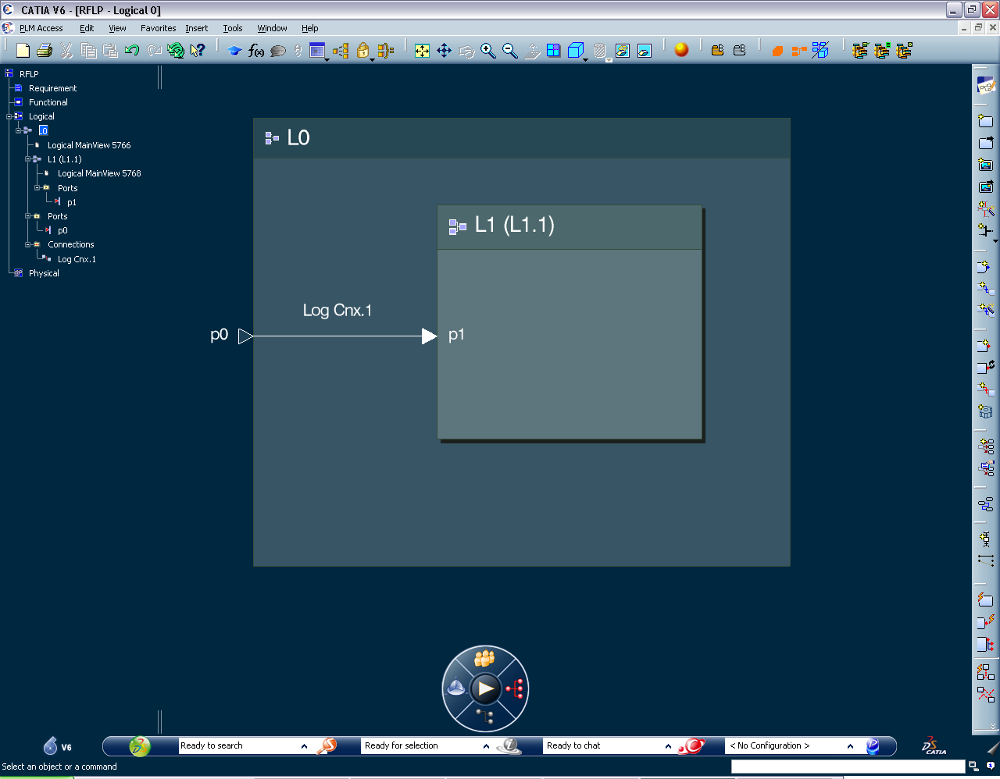 CATIA V6 - [RFLP - Logical 0]
PLM Access Edit View Favorites Insert Tools Window Help
f(x)
RFLP
Requirement
Functional
Logical
L0
Logical MainView 5766
L1 (L1.1)
Logical MainView 5768
Ports
p1
Ports
p0
Connections
Log Cnx.1
Physical
L0
L1 (L1.1)
Log Cnx.1
p0
p1
V6
Ready to search
Ready for selection
Ready to chat
< No Configuration >
CATIA
Select an object or a command